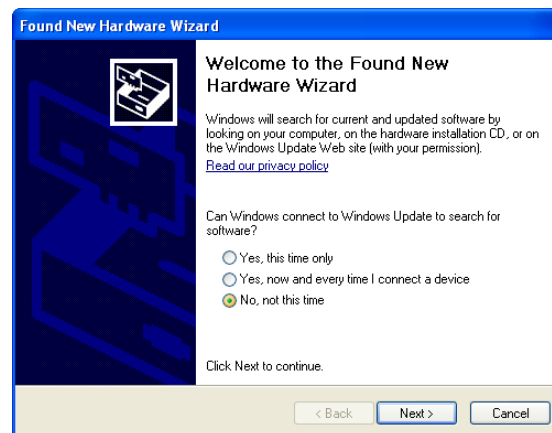 Found New Hardware Wizard
Welcome to the Found New
Hardware Wizard
Windows will search for current and updated software by
looking on your computer, on the hardware installation CD, or on
the Windows Update Web site (with your permission).
Read our privacy policy
Can Windows connect to Windows Update to search for
software?
Yes, this time only
Yes, now and every time I connect a device
No, not this time
Click Next to continue.
< Back Next > Cancel